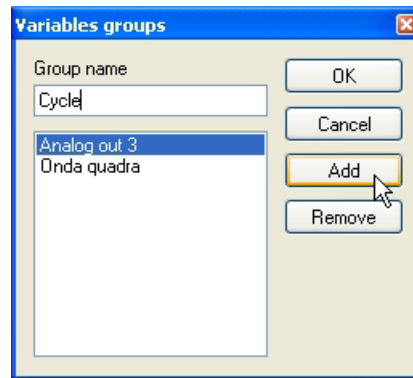 Variables groups
Group name
OK
Cycle
Cancel
Analog out 3
Onda quadra
Add
Remove